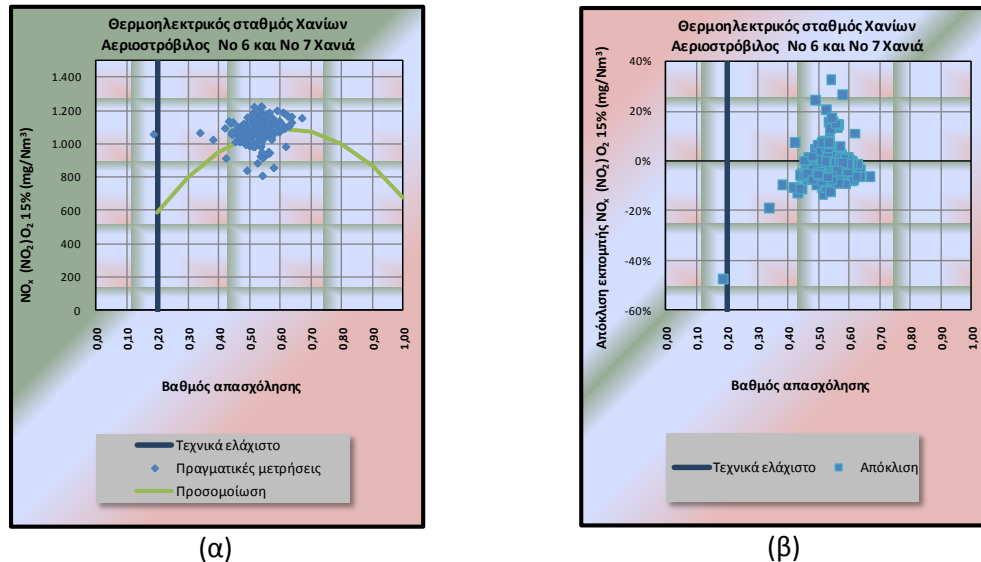 Θερμοηλεκτρικός σταθμός Χανίων
Αεριοστρόβιλος Νο 6 και Νο 7 Χανιά
NOx (NO2) O2 15% (mg/Nm³)
1.400
1.200
1.000
800
600
400
200
0
0,00
0,10
0,20
0,30
0,40
0,50
0,60
0,70
0,80
0,90
1,00
Βαθμός απασχόλησης
Τεχνικά ελάχιστο
Πραγματικές μετρήσεις
Προσομοίωση
(α)
Θερμοηλεκτρικός σταθμός Χανίων
Αεριοστρόβιλος Νο 6 και Νο 7 Χανιά
Απόκλιση εκπομπής NOx (NO2) O2 15% (mg/Nm³)
40%
20%
0%
-20%
-40%
-60%
0,00
0,10
0,20
0,30
0,40
0,50
0,60
0,70
0,80
0,90
1,00
Βαθμός απασχόλησης
Τεχνικά ελάχιστο
Απόκλιση
(β)